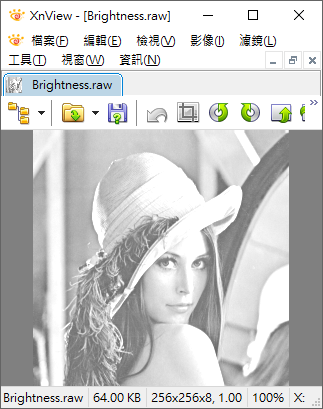 XnView - [Brightness.raw]
檔案(F) 編輯(E) 檢視(V) 影像(I) 濾鏡(L)
工具(T) 視窗(W) 資訊(N)
Brightness.raw
Brightness.raw 64.00 KB 256x256x8, 1.00 100% X: